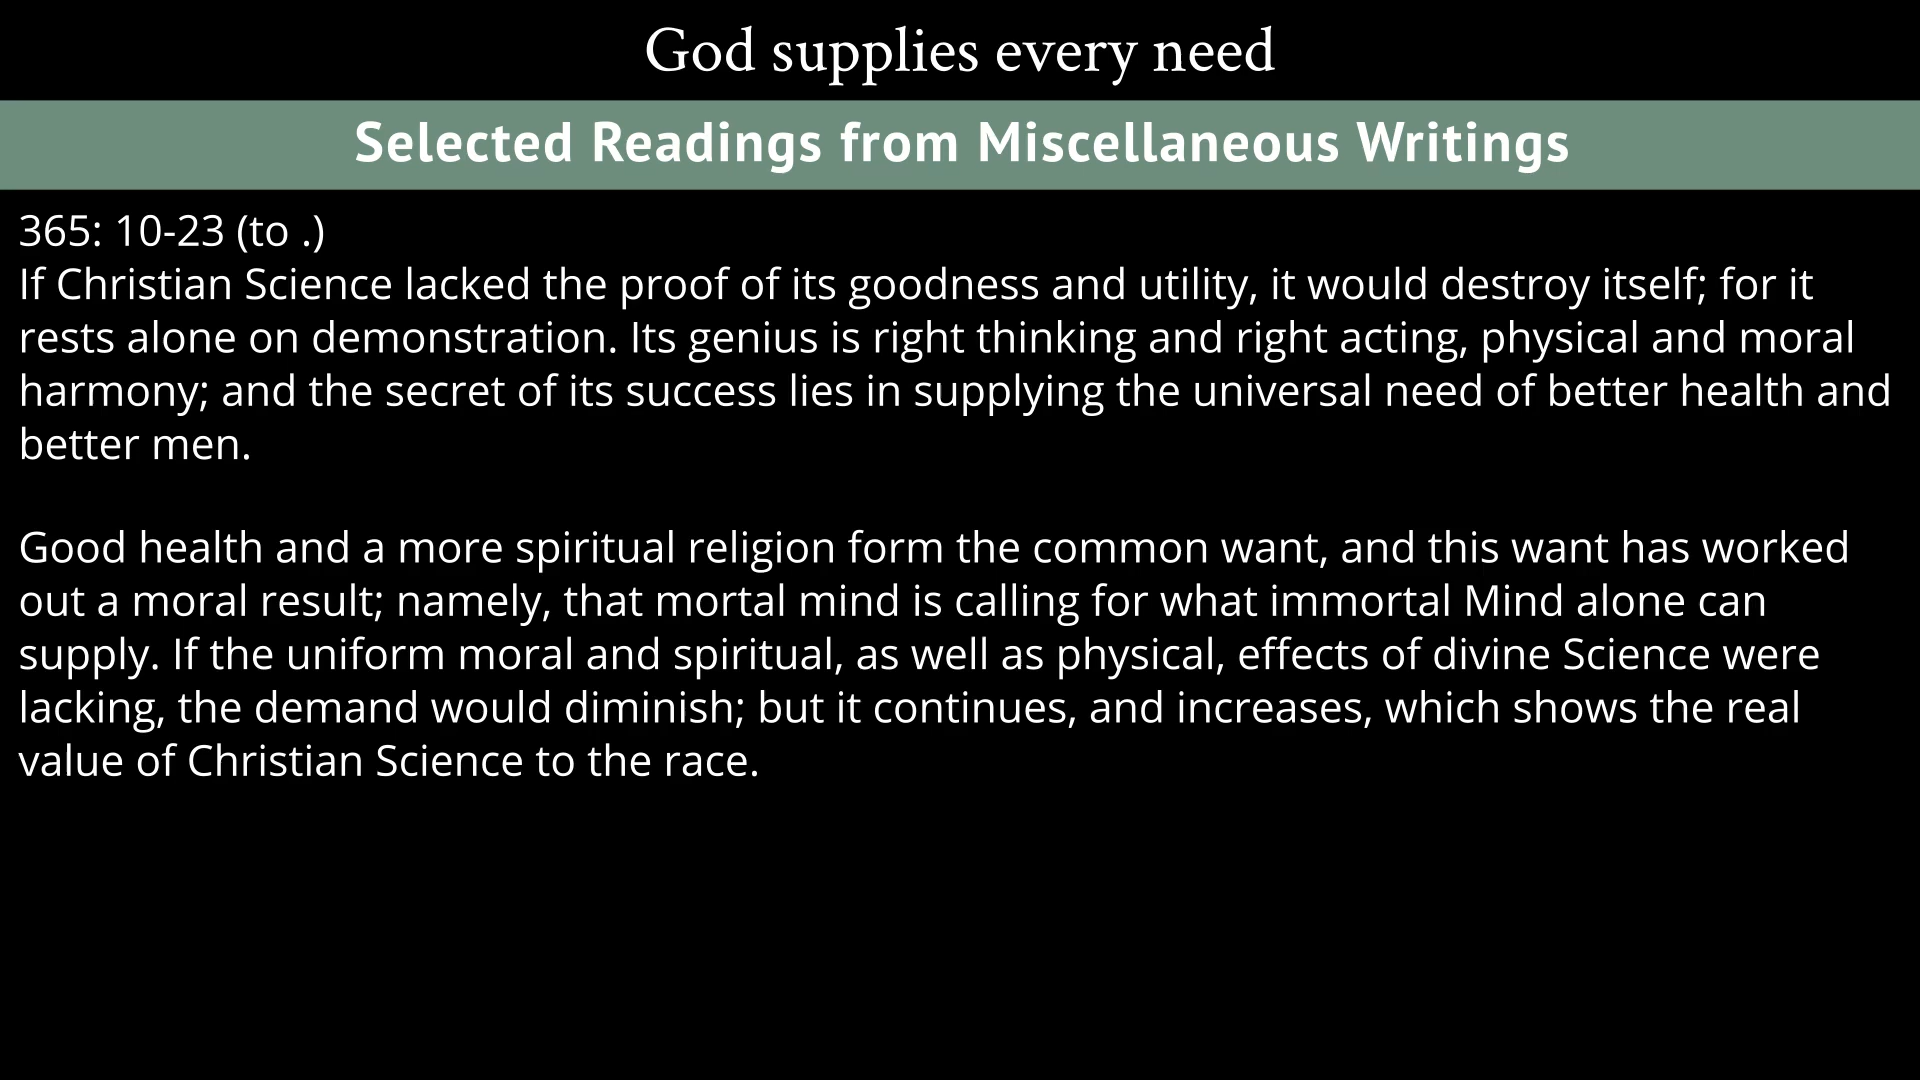 God supplies every need
Selected Readings from Miscellaneous Writings
365: 10-23 (to .)
If Christian Science lacked the proof of its goodness and utility, it would destroy itself; for it
rests alone on demonstration. Its genius is right thinking and right acting, physical and moral
harmony; and the secret of its success lies in supplying the universal need of better health and
better men.
Good health and a more spiritual religion form the common want, and this want has worked
out a moral result; namely, that mortal mind is calling for what immortal Mind alone can
supply. If the uniform moral and spiritual, as well as physical, effects of divine Science were
lacking, the demand would diminish; but it continues, and increases, which shows the real
value of Christian Science to the race.